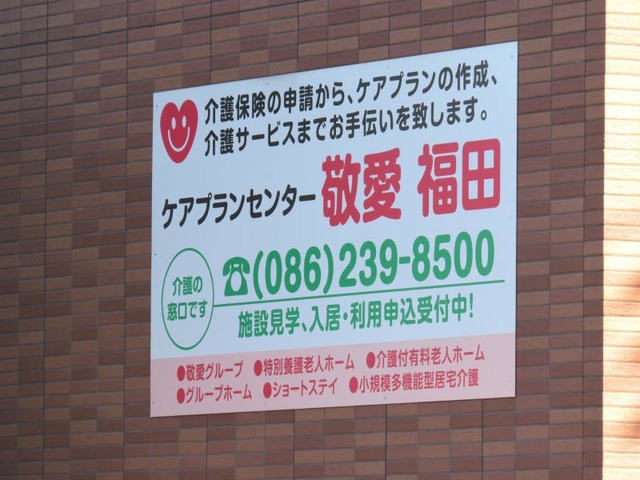 介護保険の申請から、ケアプランの作成、
介護サービスまでお手伝いを致します。
ケアプランセンター 敬愛 福田
介護の
窓口です
☎(086)239-8500
施設見学、入居・利用申込受付中!
●敬愛グループ ●特別養護老人ホーム ●介護付有料老人ホーム
●グループホーム ●ショートステイ ●小規模多機能型居宅介護